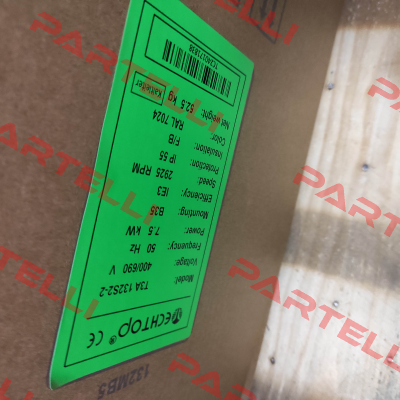 TECHTOP® CE
Model: T3A 132S2-2
Voltage: 400/690 V
Frequency: 50 Hz
Power: 7.5 kW
Mounting: B35
Efficiency: IE3
Speed: 2925 RPM
Protection: IP 55
Insulation: F/B
Color: RAL 7024
Net weight: 52.5 kg
132MB5
PARTELLI
PARTELLI
PARTELLI
PARTELLI
PARTELLI
PARTELLI